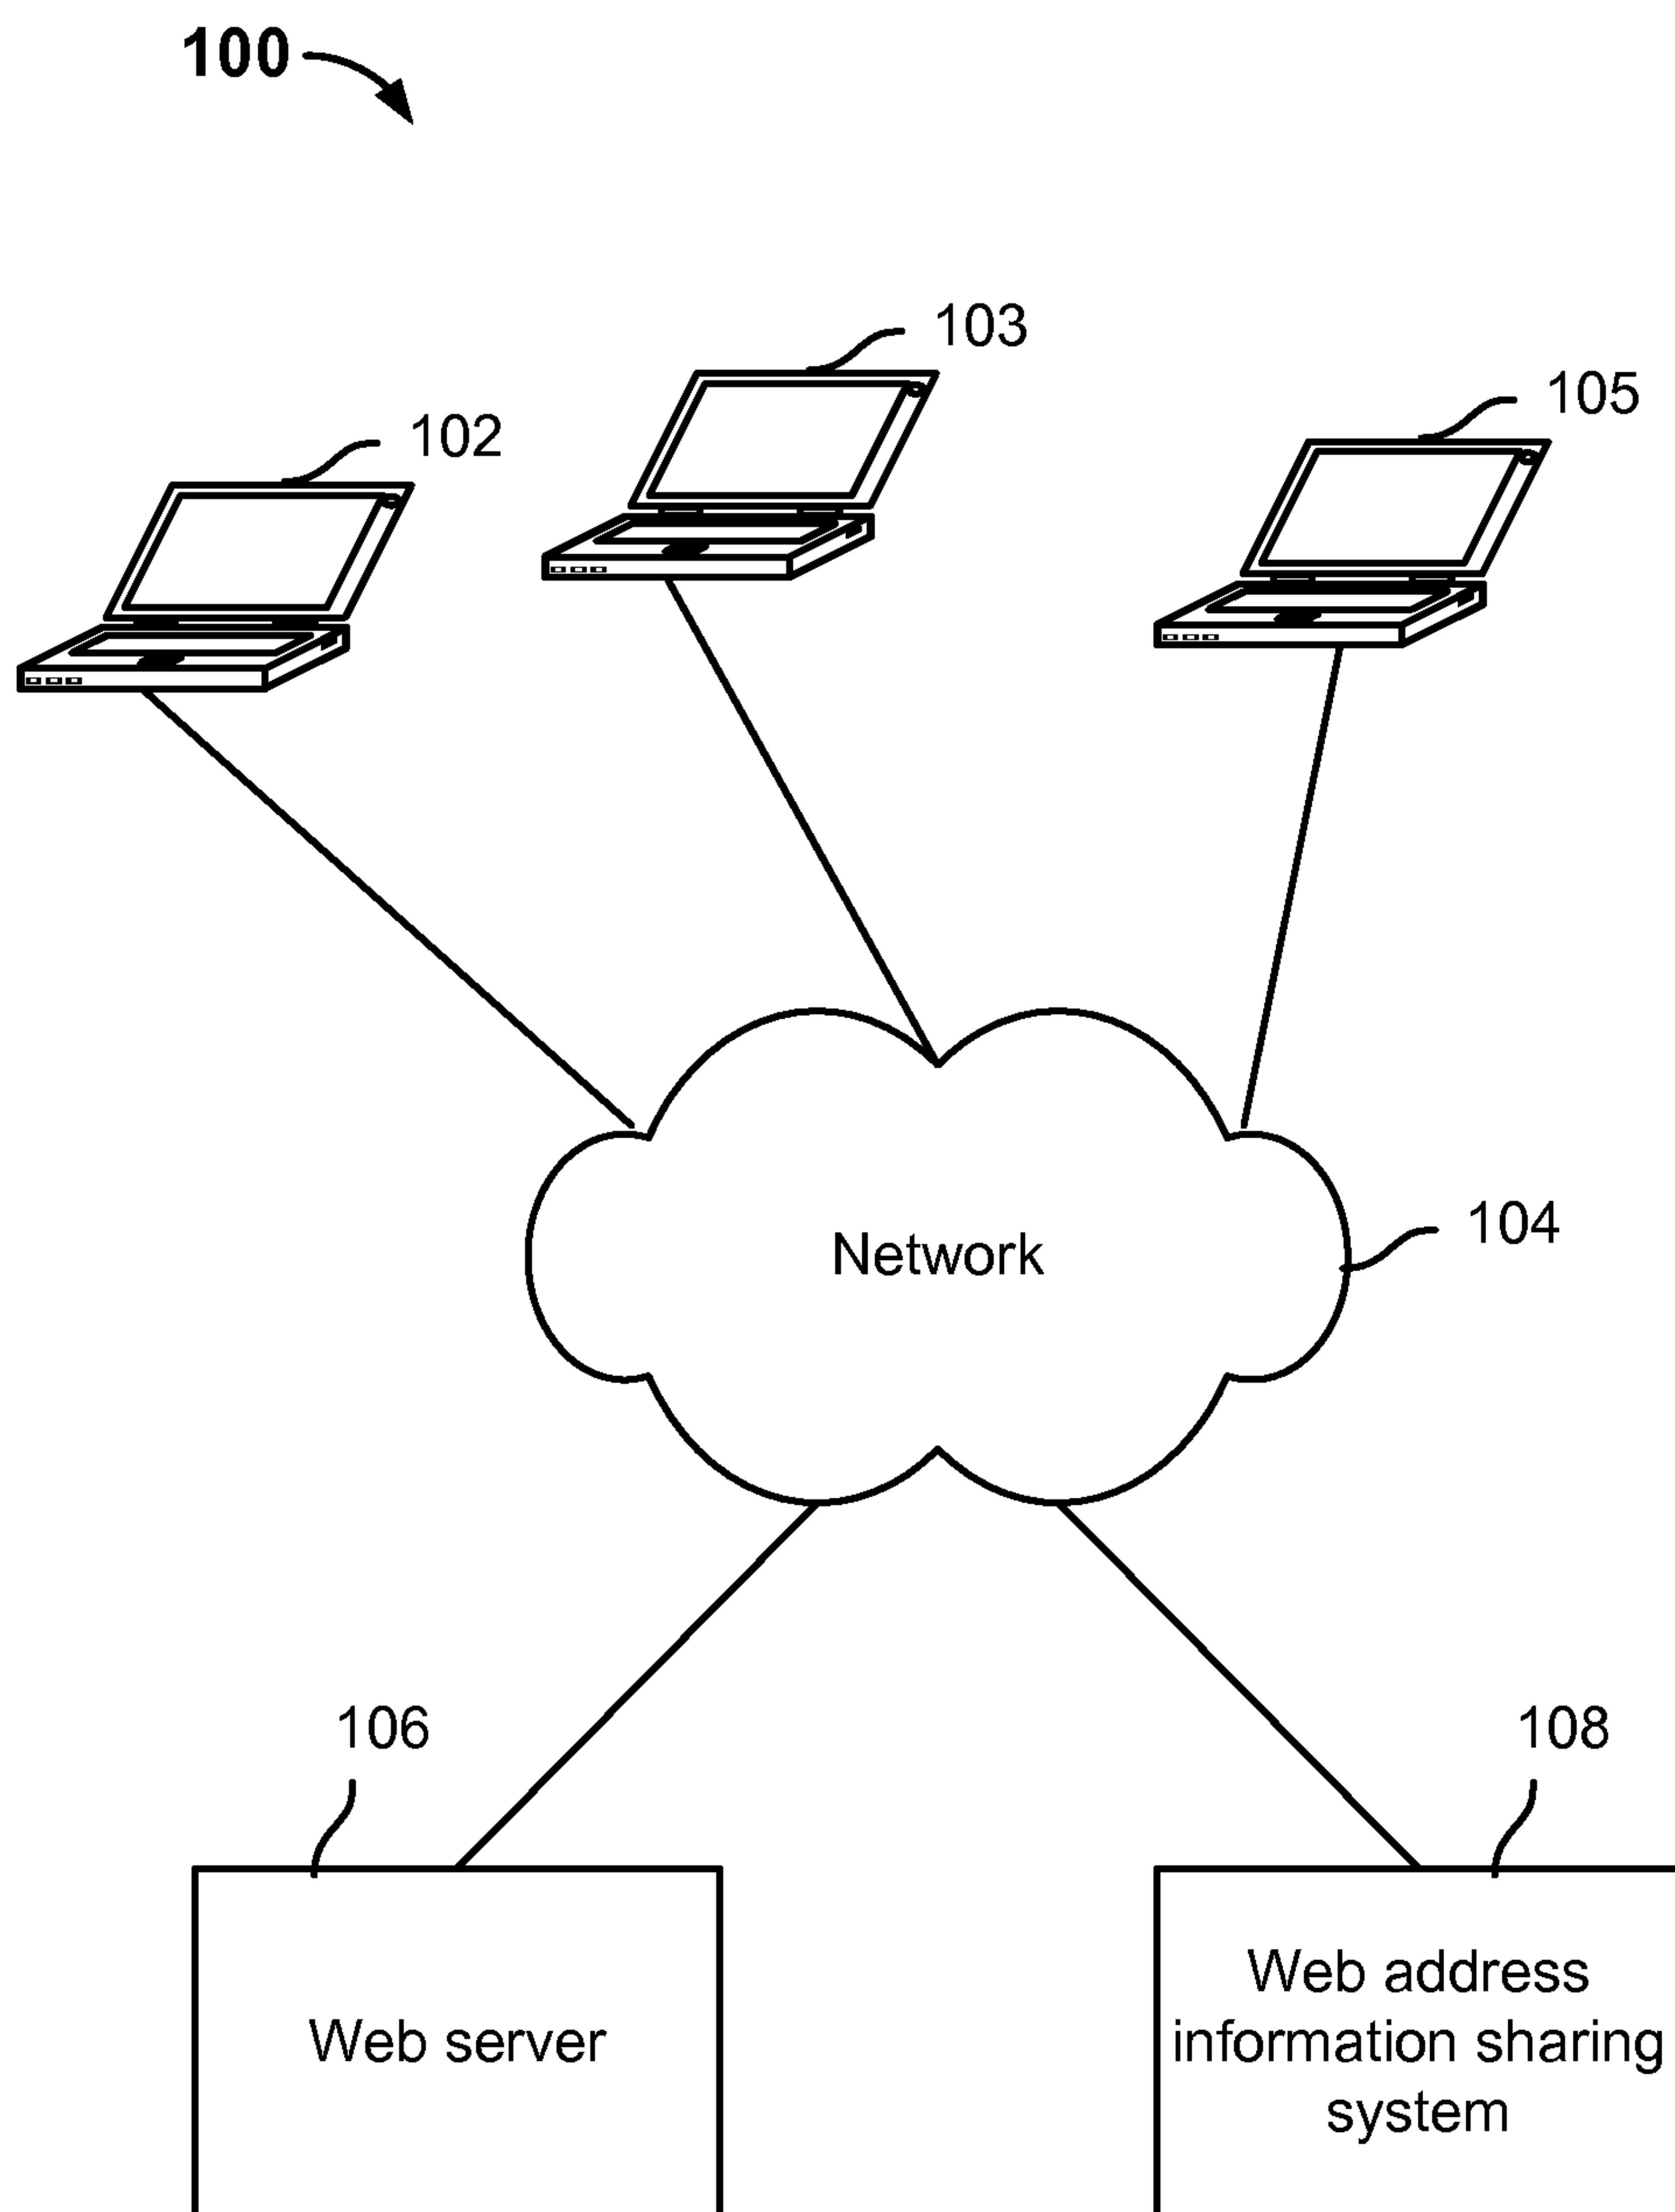 100
103
105
102
104
Network
106
108
Web server
Web address
information sharing
system